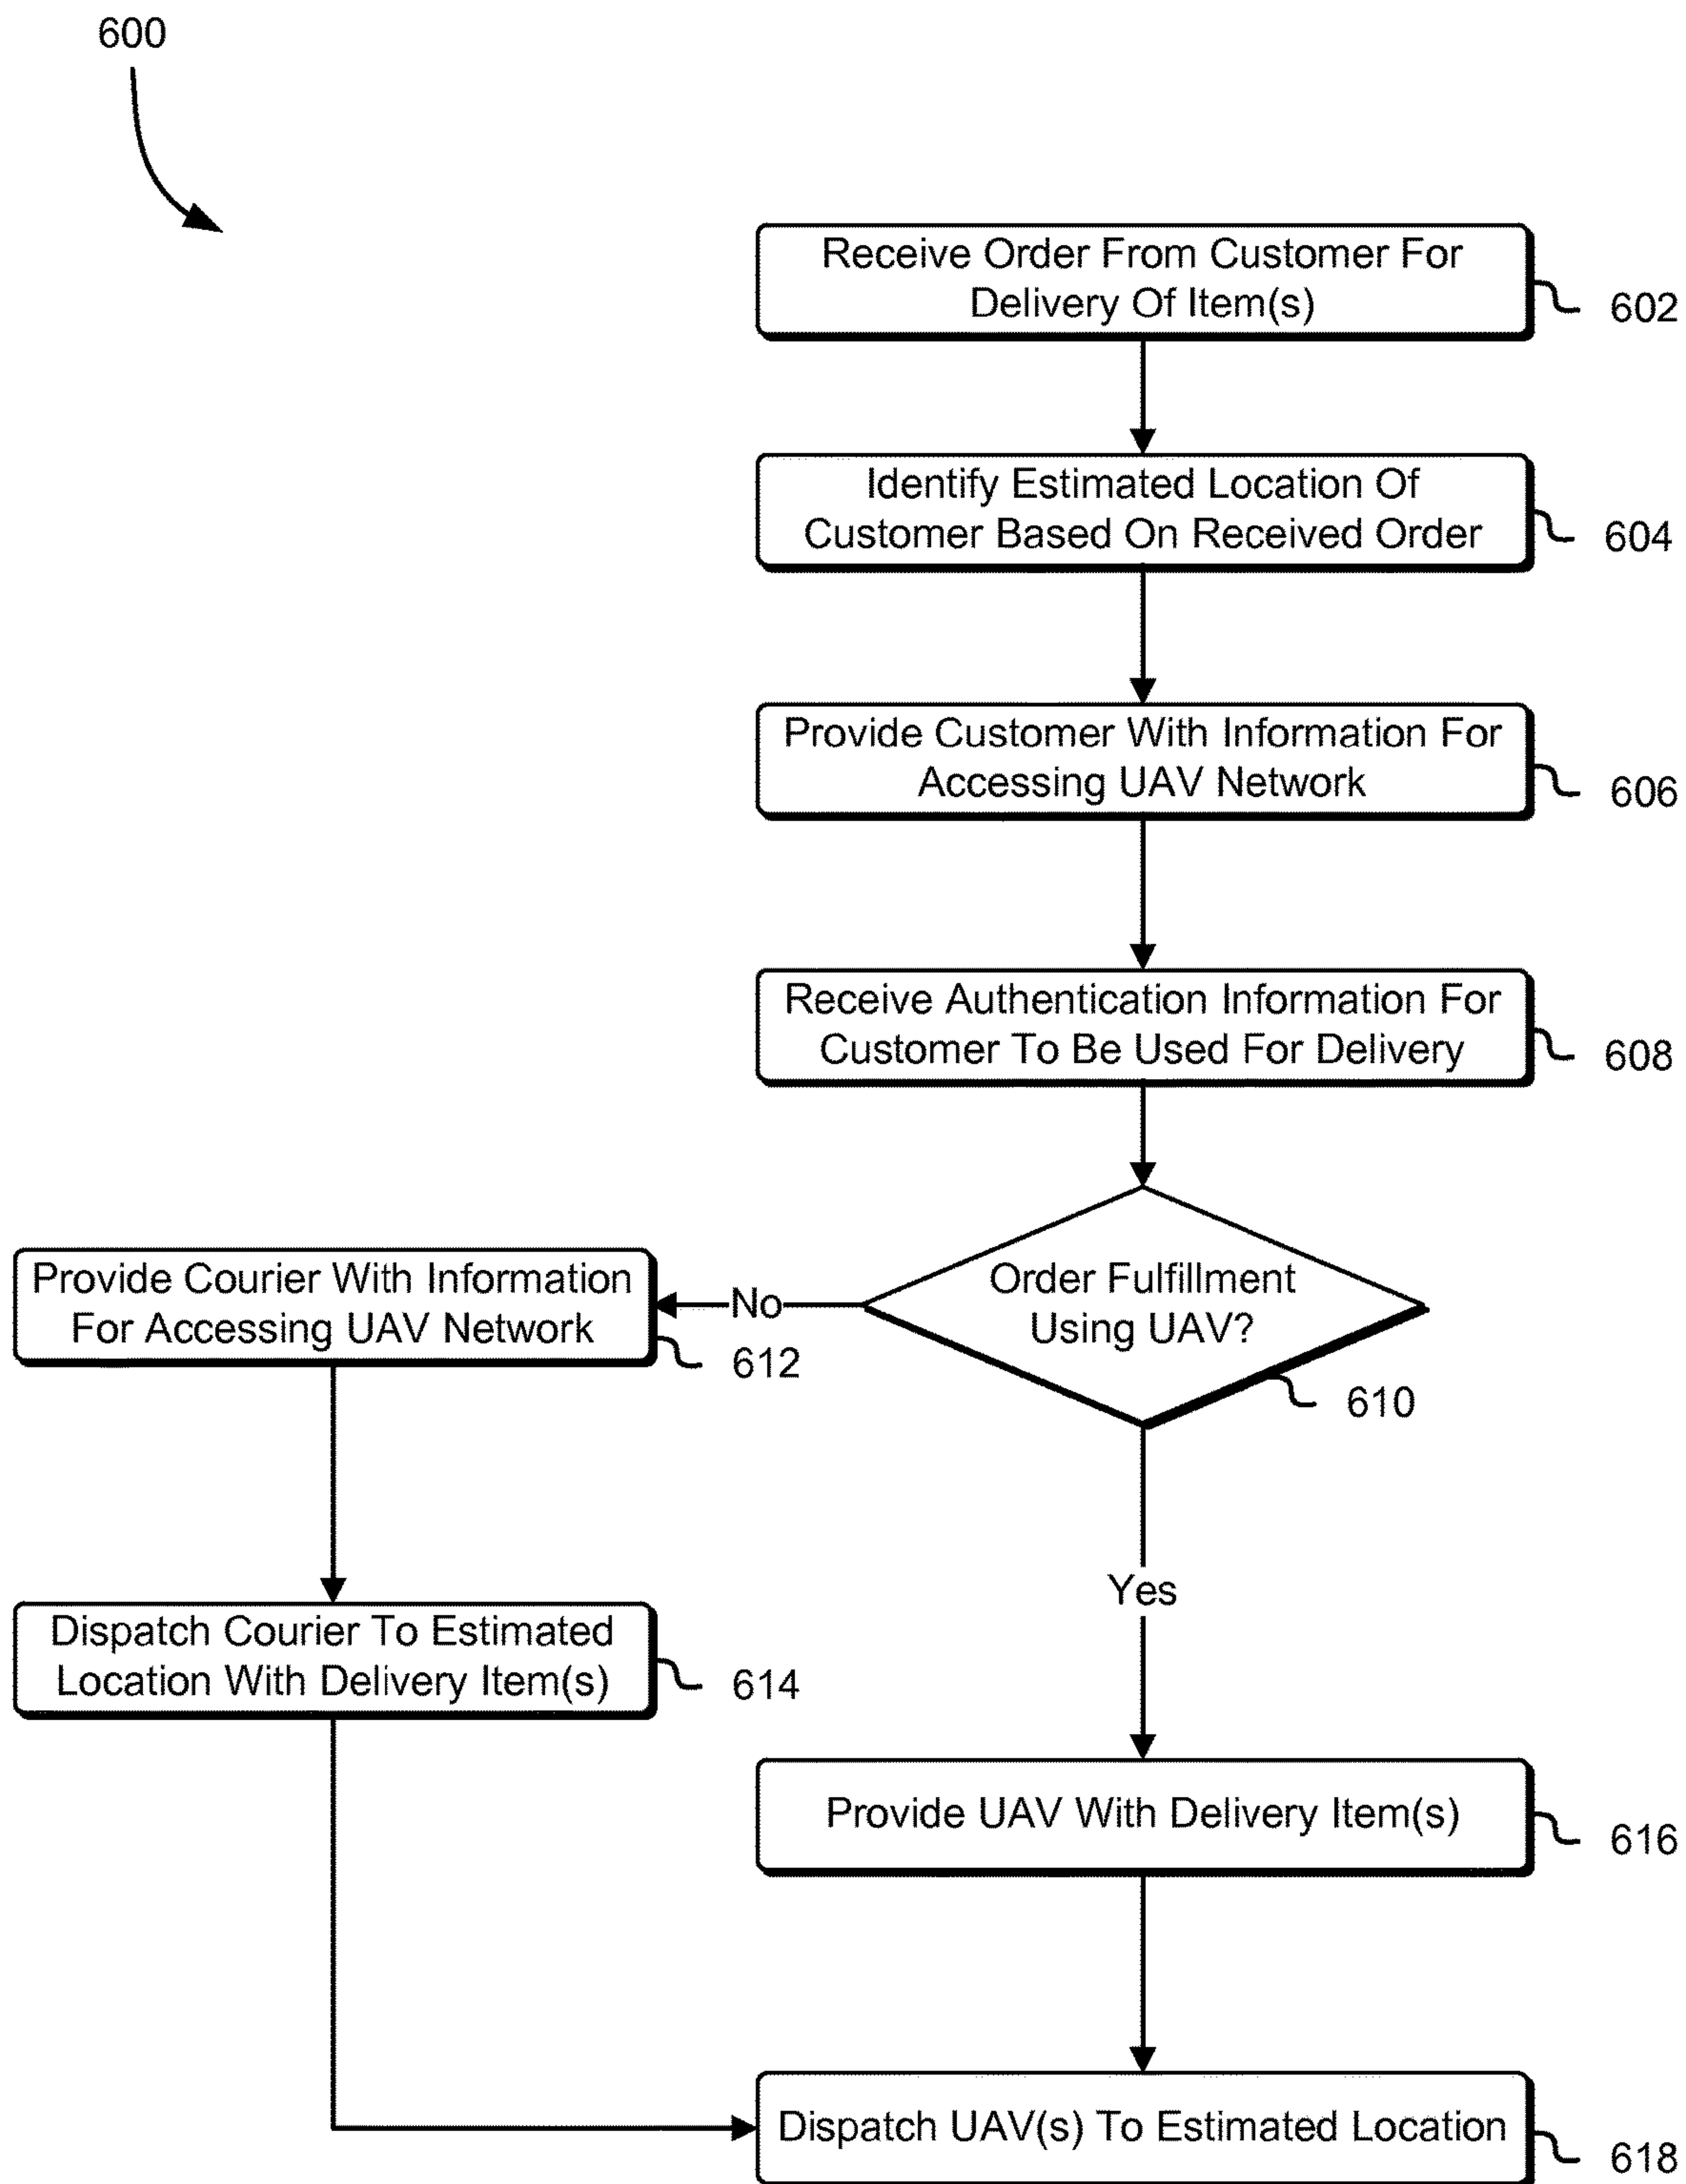 600
Receive Order From Customer For
Delivery Of Item(s)
602
Identify Estimated Location Of
Customer Based On Received Order
604
Provide Customer With Information For
Accessing UAV Network
606
Receive Authentication Information For
Customer To Be Used For Delivery
608
Order Fulfillment
Using UAV?
610
No
Provide Courier With Information
For Accessing UAV Network
612
Yes
Dispatch Courier To Estimated
Location With Delivery Item(s)
614
Provide UAV With Delivery Item(s)
616
Dispatch UAV(s) To Estimated Location
618